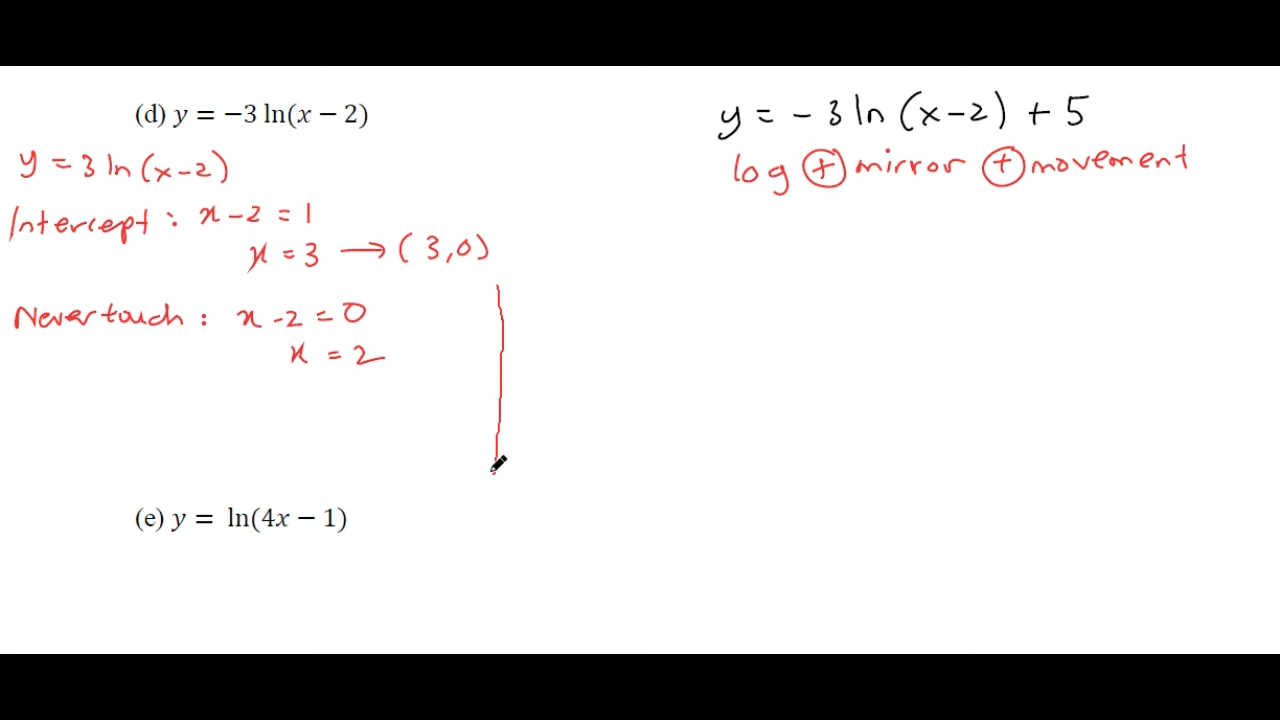 (d) y = −3 ln(x − 2)
y = 3 ln (x-2)
Intercept : x - 2 = 1
x = 3 → (3,0)
Never touch : x - 2 = 0
x = 2
(e) y = ln(4x − 1)
y = - 3 ln (x-2) + 5
log ⊕ mirror ⊕ movement